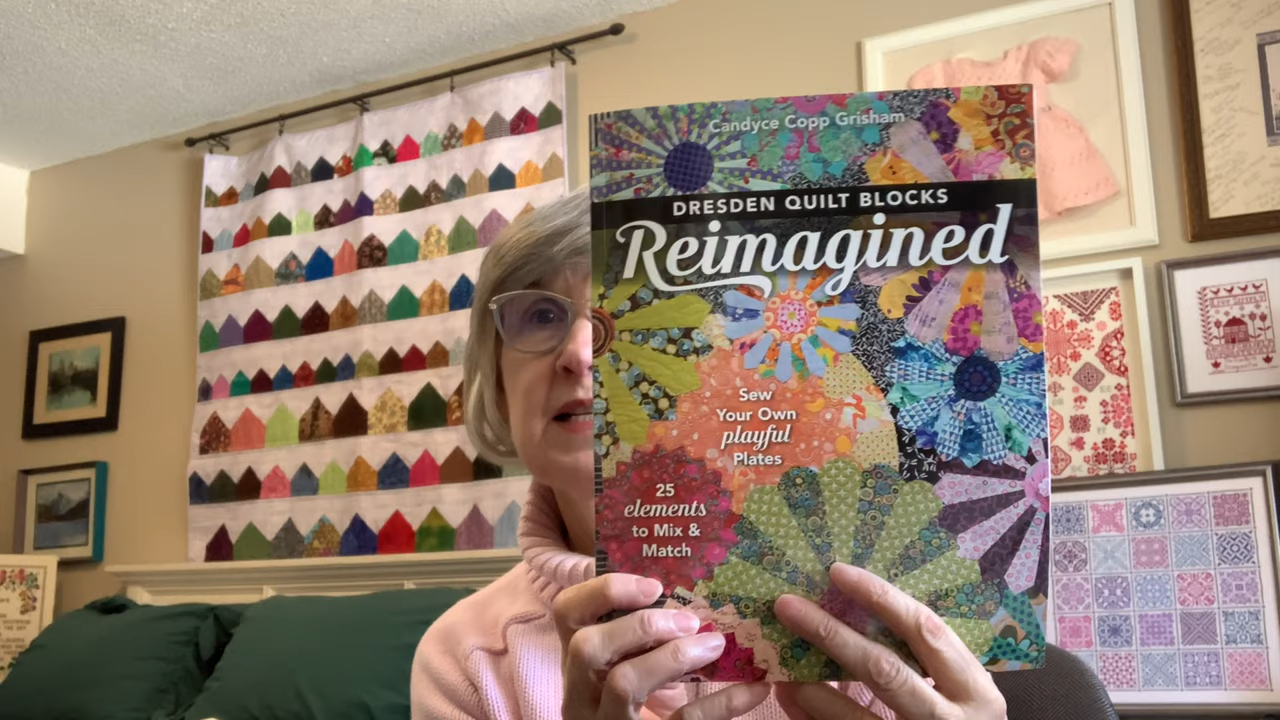 Candyce Copp Grisham
DRESDEN QUILT BLOCKS
Reimagined
Sew
Your Own
playful
Plates
25
elements
to Mix &
Match